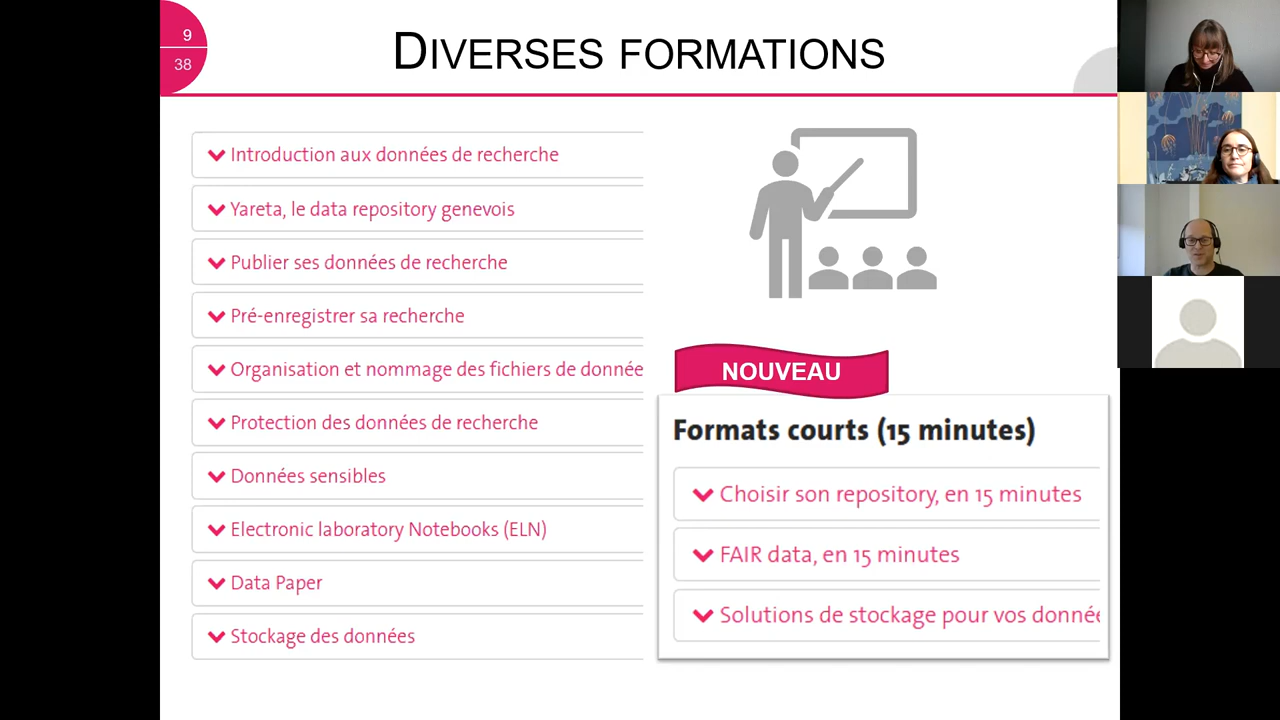 9
38
DIVERSES FORMATIONS
Introduction aux données de recherche
Yareta, le data repository genevois
Publier ses données de recherche
Pré-enregistrer sa recherche
Organisation et nommage des fichiers de donnée
Protection des données de recherche
Données sensibles
Electronic laboratory Notebooks (ELN)
Data Paper
Stockage des données
NOUVEAU
Formats courts (15 minutes)
Choisir son repository, en 15 minutes
FAIR data, en 15 minutes
Solutions de stockage pour vos donnée